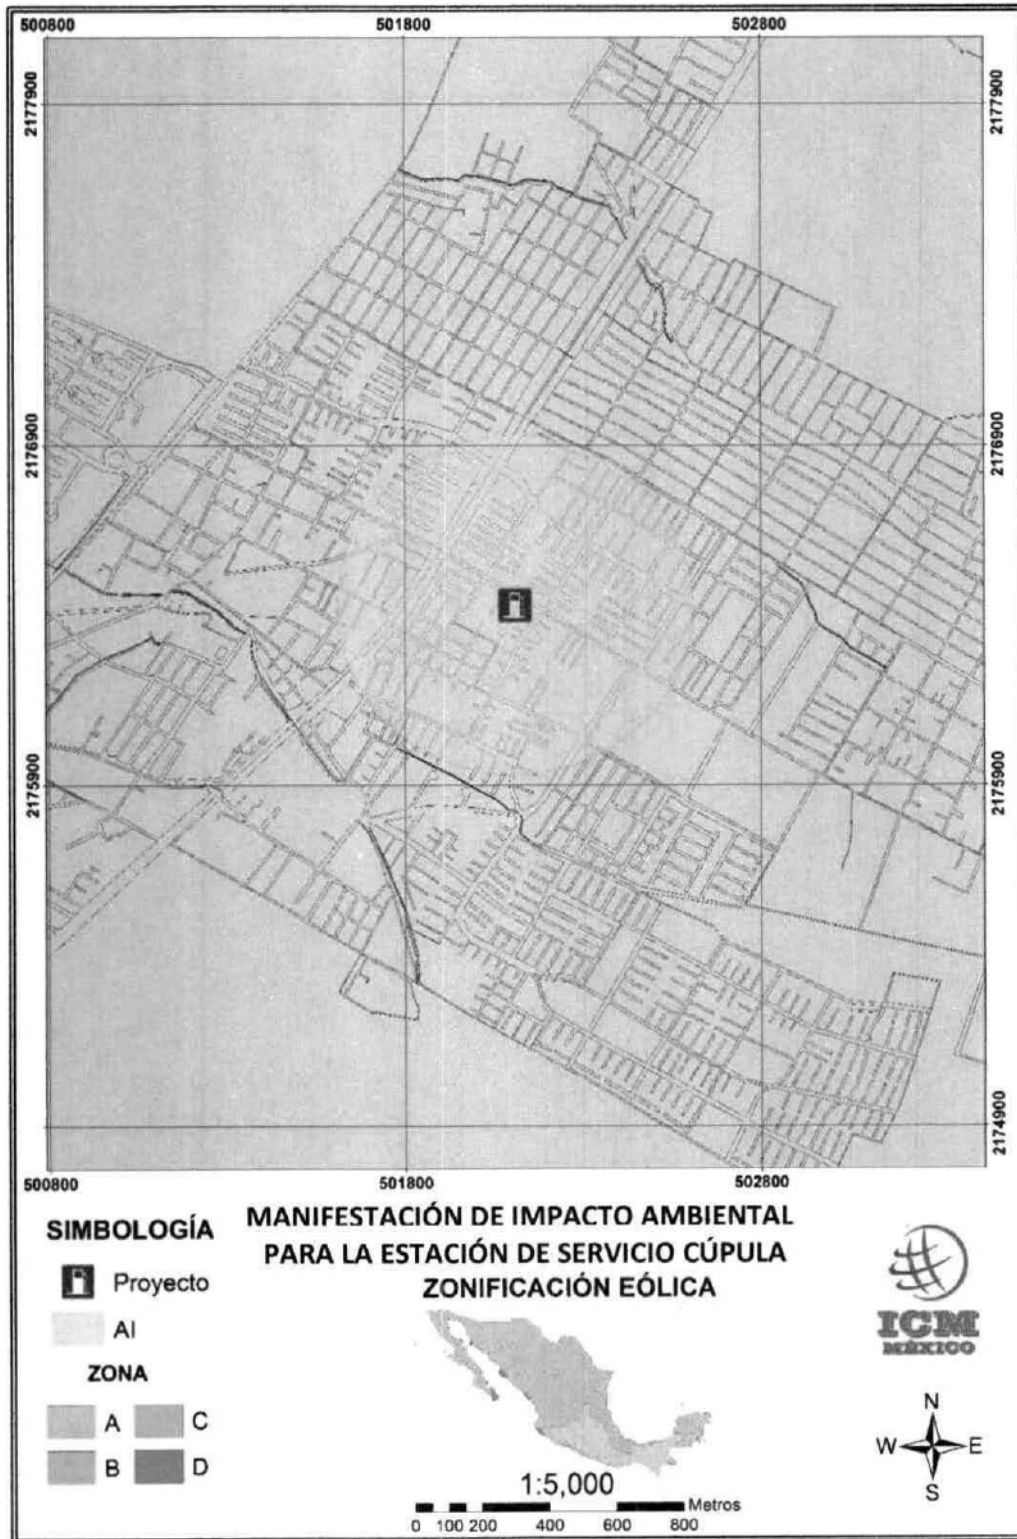 500800 501800 502800
2177900 2177900
2176900 2176900
2175900 2175900
2174900
500800 501800 502800
SIMBOLOGÍA
Proyecto
AI
ZONA
A C
B D
MANIFESTACIÓN DE IMPACTO AMBIENTAL
PARA LA ESTACIÓN DE SERVICIO CÚPULA
ZONIFICACIÓN EÓLICA
1:5,000
Metros
0 100 200 400 600 800
ICM
MÉXICO
N
W E
S